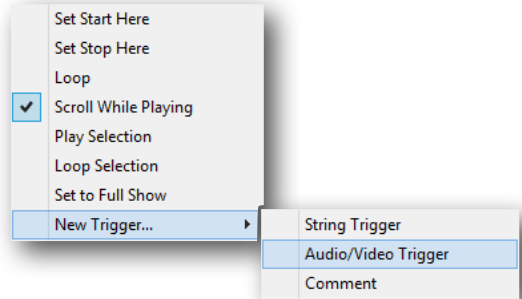 Set Start Here
Set Stop Here
Loop
Scroll While Playing
Play Selection
Loop Selection
Set to Full Show
New Trigger...
String Trigger
Audio/Video Trigger
Comment